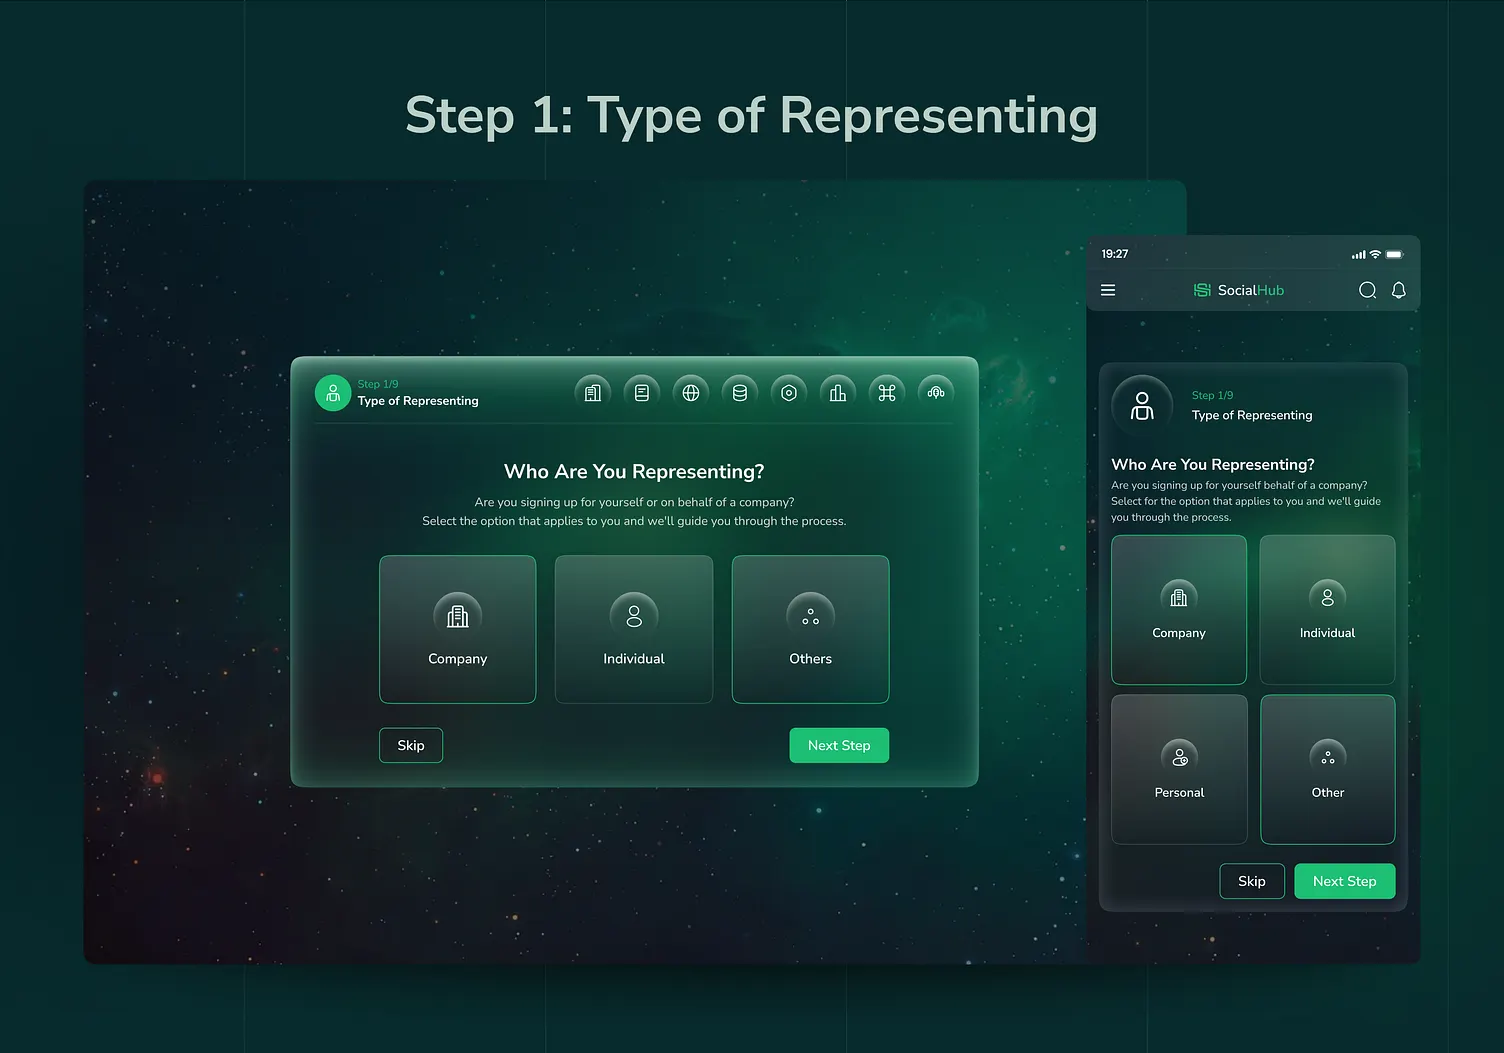 Step 1: Type of Representing
Step 1/9
Type of Representing
Who Are You Representing?
Are you signing up for yourself or on behalf of a company?
Select the option that applies to you and we'll guide you through the process.
Company
Individual
Others
Skip
Next Step
19:27
SocialHub
Step 1/9
Type of Representing
Who Are You Representing?
Are you signing up for yourself behalf of a company?
Select for the option that applies to you and we'll guide
you through the process.
Company
Individual
Personal
Other
Skip
Next Step